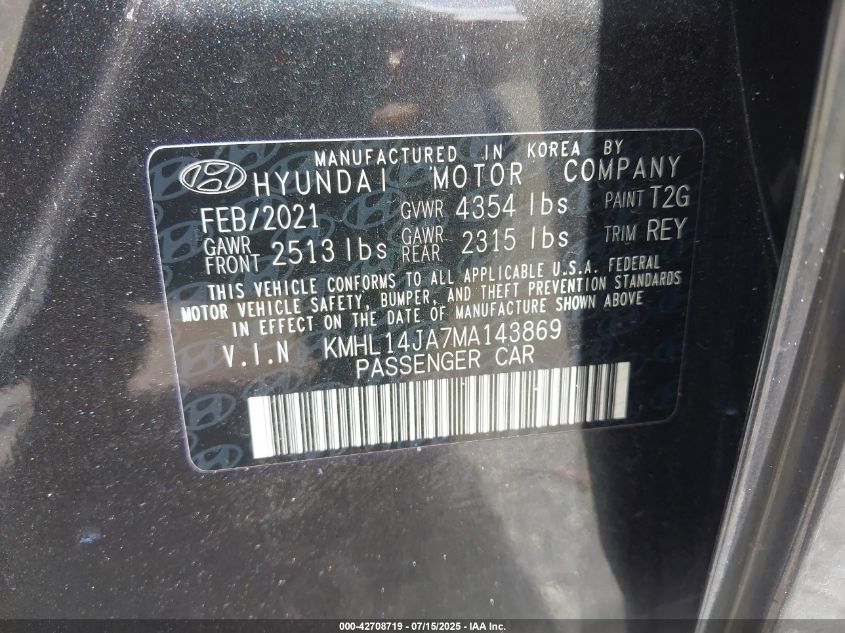 MANUFACTURED IN KOREA BY
HYUNDAI MOTOR COMPANY
FEB/2021 GVWR 4354 lbs PAINT T2G
GAWR FRONT 2513 lbs GAWR REAR 2315 lbs TRIM REY
THIS VEHICLE CONFORMS TO ALL APPLICABLE U.S.A. FEDERAL
MOTOR VEHICLE SAFETY, BUMPER, AND THEFT PREVENTION STANDARDS
IN EFFECT ON THE DATE OF MANUFACTURE SHOWN ABOVE
V.I.N KMHL14JA7MA143869
PASSENGER CAR
000-42708719 - 07/15/2025 - IAA Inc.